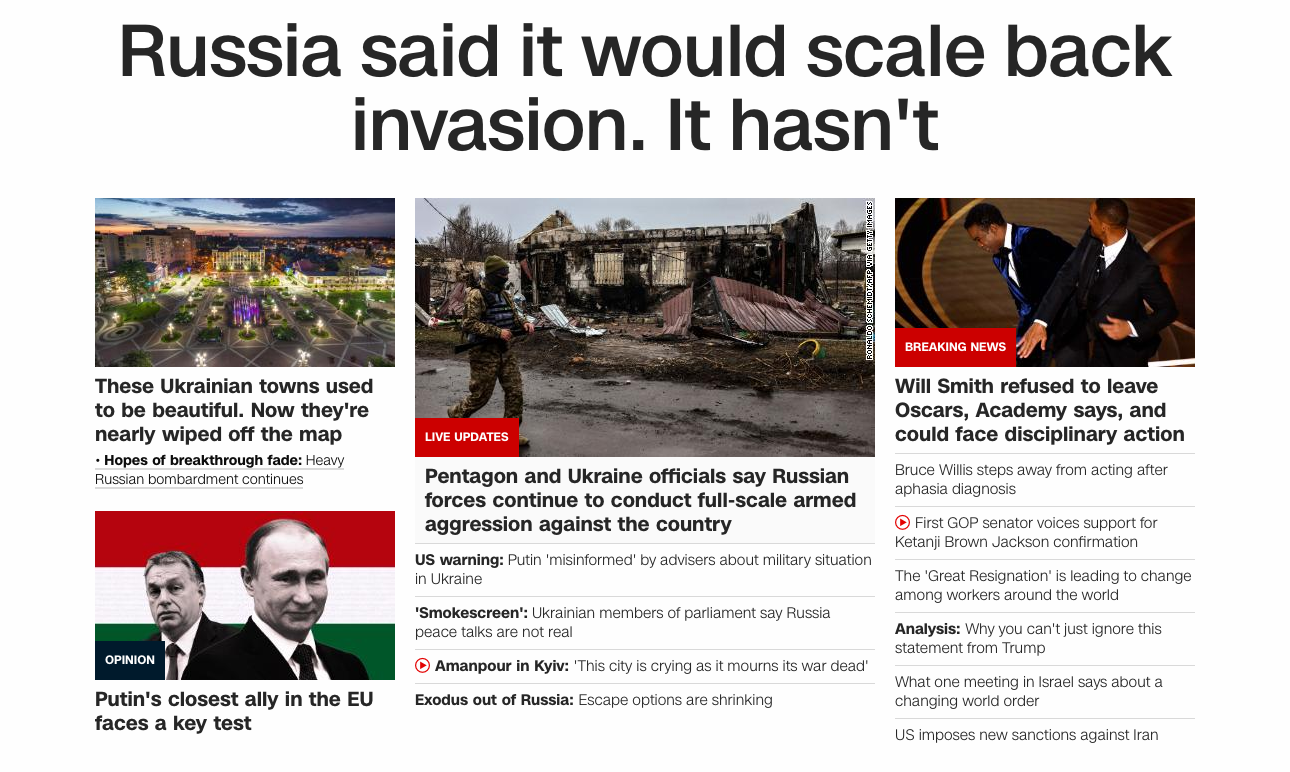 Russia said it would scale back
invasion. It hasn't
These Ukrainian towns used
to be beautiful. Now they're
nearly wiped off the map
• Hopes of breakthrough fade: Heavy
Russian bombardment continues
OPINION
Putin's closest ally in the EU
faces a key test
RONALDO SCHEMIDT/AFP VIA GETTY IMAGES
LIVE UPDATES
Pentagon and Ukraine officials say Russian
forces continue to conduct full-scale armed
aggression against the country
US warning: Putin 'misinformed' by advisers about military situation
in Ukraine
'Smokescreen': Ukrainian members of parliament say Russia
peace talks are not real
Amanpour in Kyiv: 'This city is crying as it mourns its war dead'
Exodus out of Russia: Escape options are shrinking
BREAKING NEWS
Will Smith refused to leave
Oscars, Academy says, and
could face disciplinary action
Bruce Willis steps away from acting after
aphasia diagnosis
First GOP senator voices support for
Ketanji Brown Jackson confirmation
The 'Great Resignation' is leading to change
among workers around the world
Analysis: Why you can't just ignore this
statement from Trump
What one meeting in Israel says about a
changing world order
US imposes new sanctions against Iran